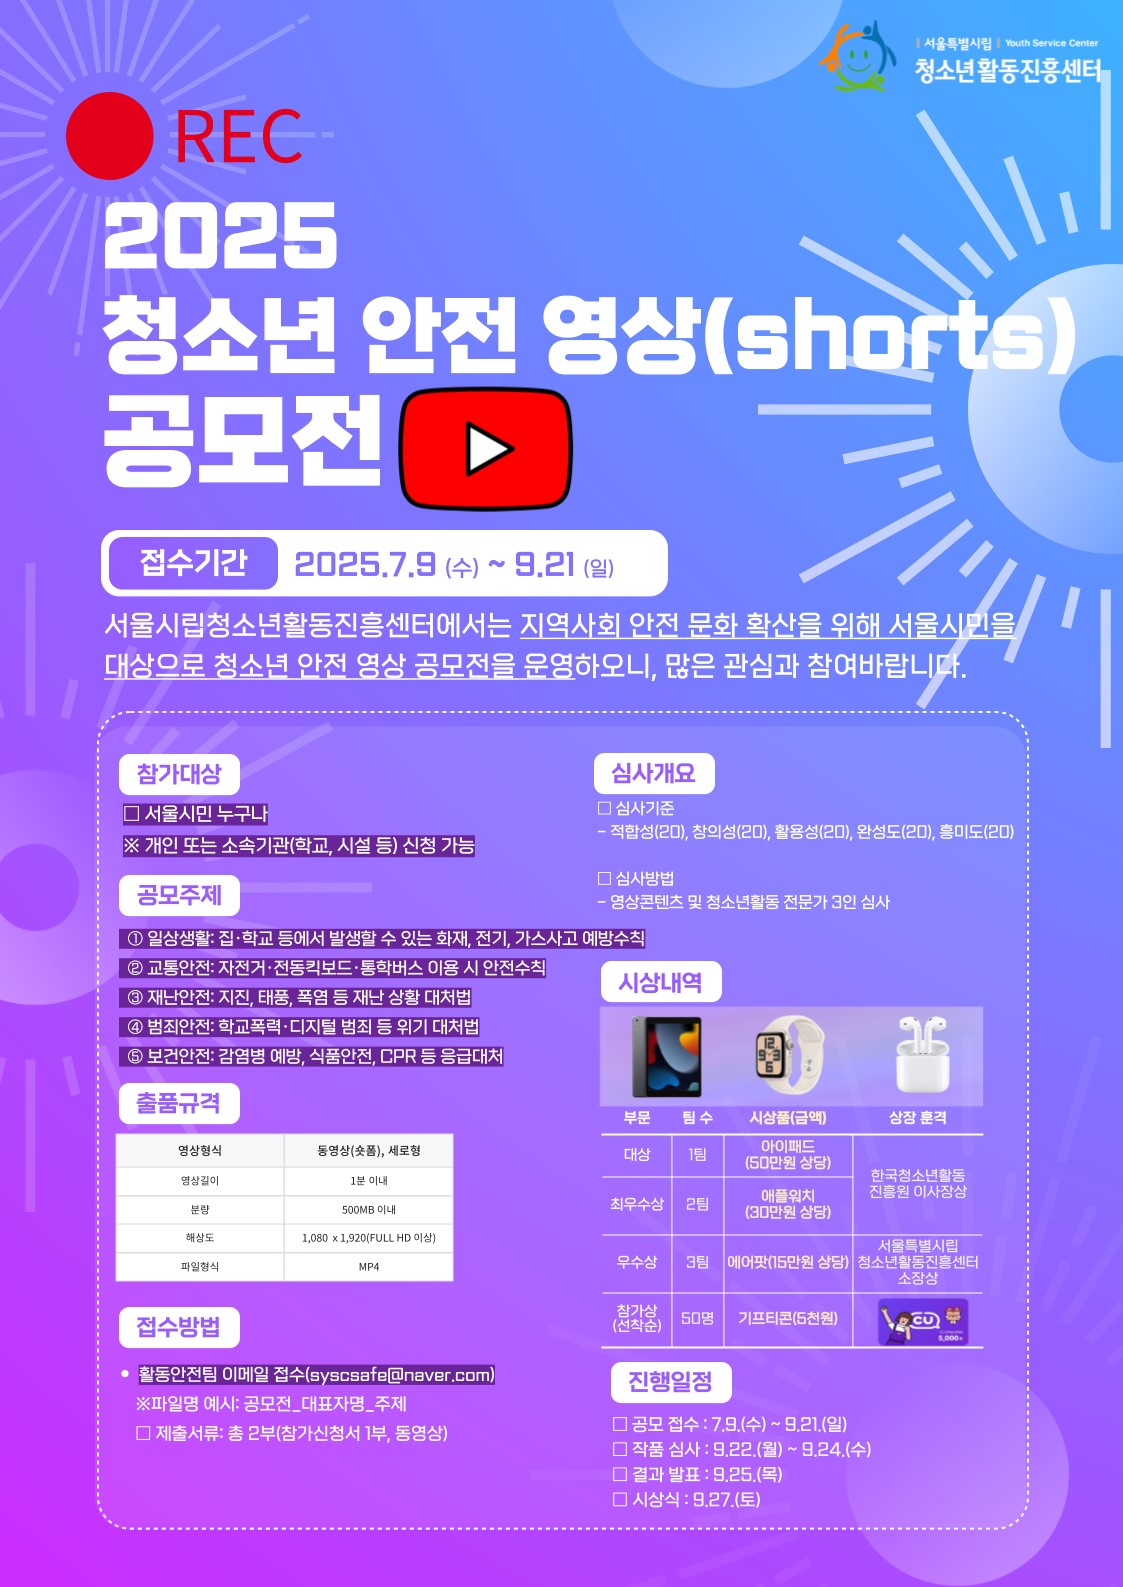 서울특별시립 | Youth Service Center
청소년활동진흥센터
REC
2025
청소년 안전 영상(shorts)
공모전
접수기간 2025.7.9 (수) ~ 9.21 (일)
서울시립청소년활동진흥센터에서는 지역사회 안전 문화 확산을 위해 서울시민을
대상으로 청소년 안전 영상 공모전을 운영하오니, 많은 관심과 참여바랍니다.
참가대상
□ 서울시민 누구나
※ 개인 또는 소속기관(학교, 시설 등) 신청 가능
공모주제
① 일상생활: 집·학교 등에서 발생할 수 있는 화재, 전기, 가스사고 예방수칙
② 교통안전: 자전거·전동킥보드·통학버스 이용 시 안전수칙
③ 재난안전: 지진, 태풍, 폭염 등 재난 상황 대처법
④ 범죄안전: 학교폭력·디지털 범죄 등 위기 대처법
⑤ 보건안전: 감염병 예방, 식품안전, CPR 등 응급대처
출품규격
영상형식 동영상(숏폼), 세로형
영상길이 1분 이내
분량 500MB 이내
해상도 1,080 x 1,920(FULL HD 이상)
파일형식 MP4
접수방법
• 활동안전팀 이메일 접수(syscsafe@naver.com)
※파일명 예시: 공모전_대표자명_주제
□ 제출서류: 총 2부(참가신청서 1부, 동영상)
심사개요
□ 심사기준
- 적합성(20), 창의성(20), 활용성(20), 완성도(20), 흥미도(20)
□ 심사방법
- 영상콘텐츠 및 청소년활동 전문가 3인 심사
시상내역
부문 팀 수 시상품(금액) 상장 훈격
대상 1팀 아이패드
(50만원 상당)
한국청소년활동
진흥원 이사장상
최우수상 2팀 애플워치
(30만원 상당)
우수상 3팀 에어팟(15만원 상당) 서울특별시립
청소년활동진흥센터
소장상
참가상
(선착순) 50명 기프티콘(5천원)
CU
5,000
진행일정
□ 공모 접수 : 7.9.(수) ~ 9.21.(일)
□ 작품 심사 : 9.22.(월) ~ 9.24.(수)
□ 결과 발표 : 9.25.(목)
□ 시상식 : 9.27.(토)